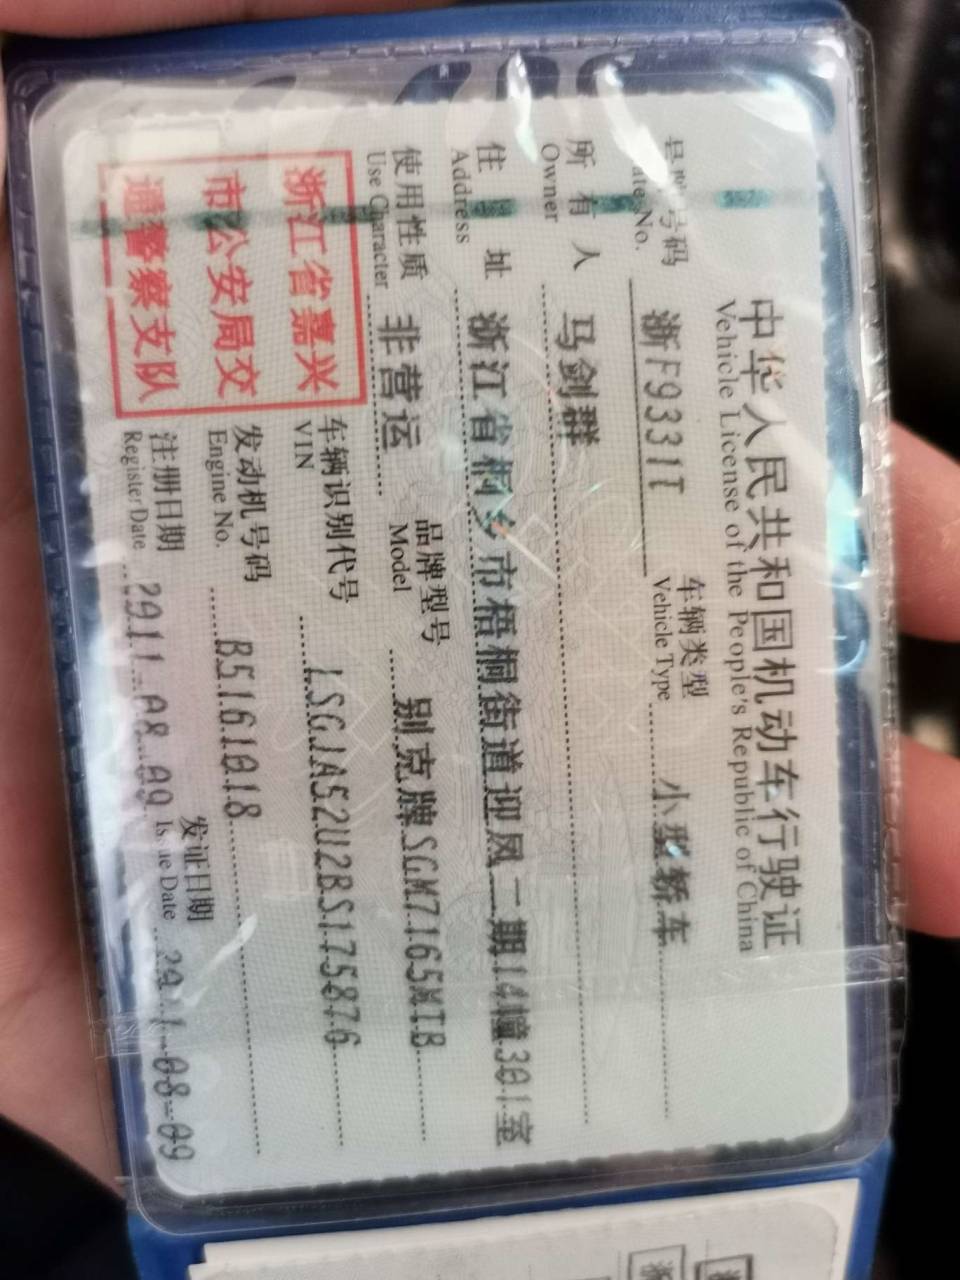 中华人民共和国机动车行驶证
Vehicle License of the People's Republic of China
号牌号码 浙F933II 车辆类型 小型轿车
Plate No. Vehicle Type
所有人 马剑群
Owner
住址 浙江省桐乡市梧桐街道迎凤二期14幢301室
Address
使用性质 非营运 品牌型号 别克牌SGM7165MTB
Use Character Model
浙江省嘉兴
市公安局交
通警察支队
车辆识别代号 LSGJA52U2BS175876
VIN
发动机号码 B5161018
Engine No.
注册日期 2011-08-09 发证日期 2011-08-09
Register Date Issue Date